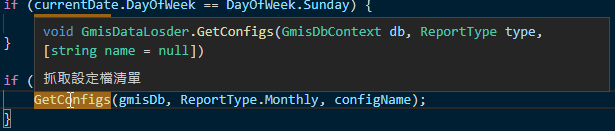 if (currentDate.DayOfWeek == DayOfWeek.Sunday) {
void GmisDataLosder.GetConfigs(GmisDbContext db, ReportType type,
[string name = null])
}
抓取設定檔清單
if (
GetConfigs(gmisDb, ReportType.Monthly, configName);
}